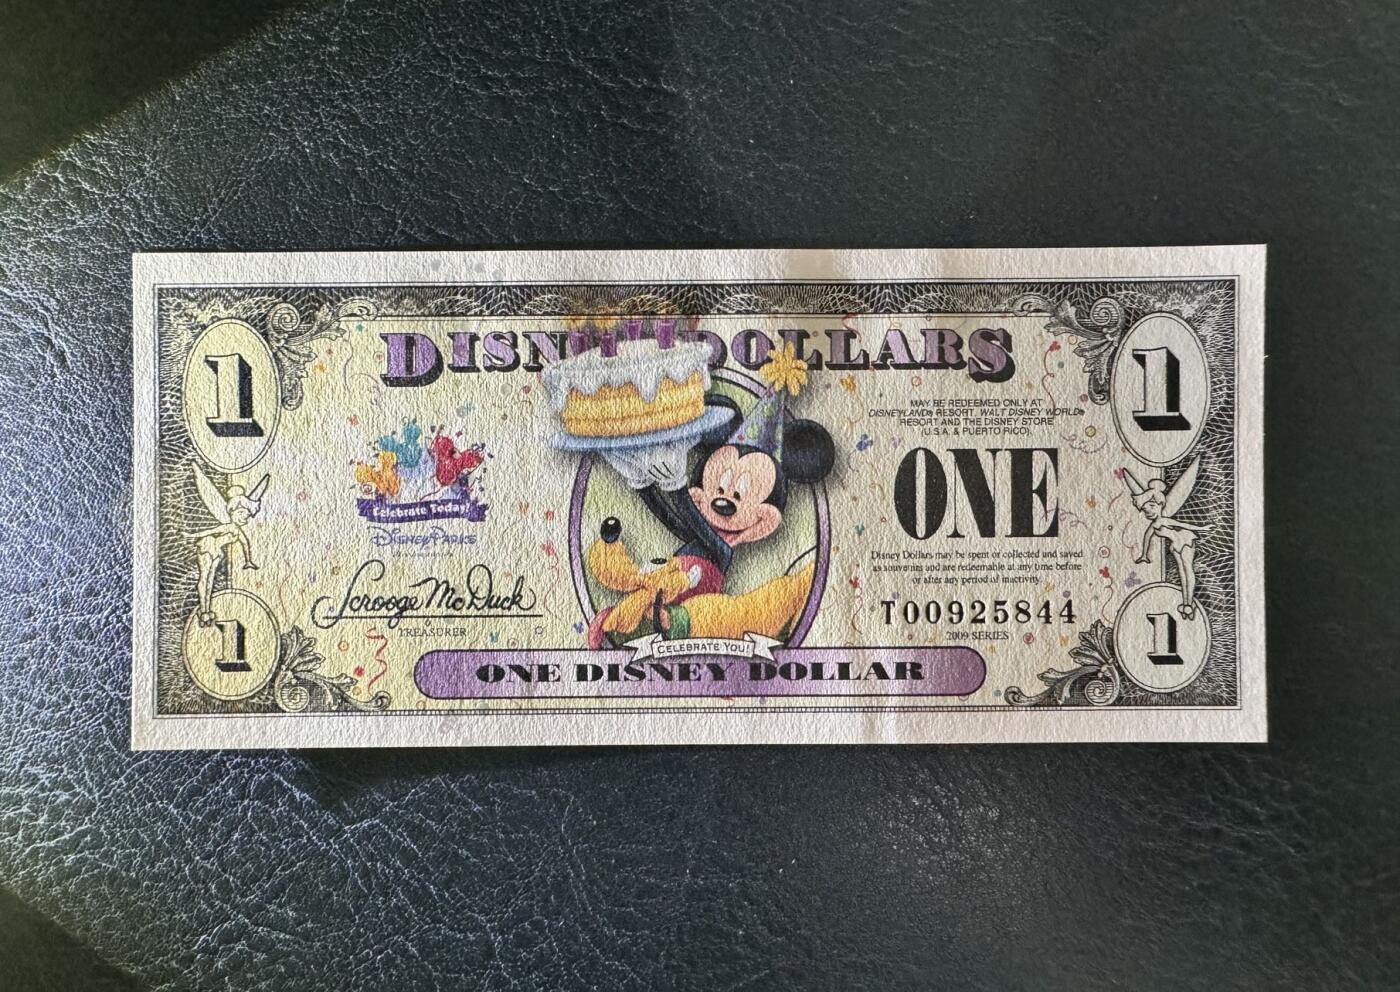 DISNEY DOLLARS
1
1
MAY BE REDEEMED ONLY AT
DISNEYLAND® RESORT, WALT DISNEY WORLD®
RESORT AND THE DISNEY STORE
(U.S.A. & PUERTO RICO).
ONE
Celebrate Today!
DISNEY PARKS
Disney Dollars may be spent or collected and saved
as souvenirs and are redeemable at any time before
or after any period of inactivity.
Scrooge McDuck
TREASURER
T00925844
2009 SERIES
1
1
CELEBRATE YOU!
ONE DISNEY DOLLAR